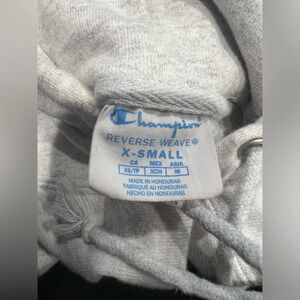 Champion
REVERSE WEAVE®
X-SMALL
CA MEX ASIA
XS/TP XCH M
MADE IN HONDURAS
FABRIQUÉ AU HONDURAS
HECHO EN HONDURAS